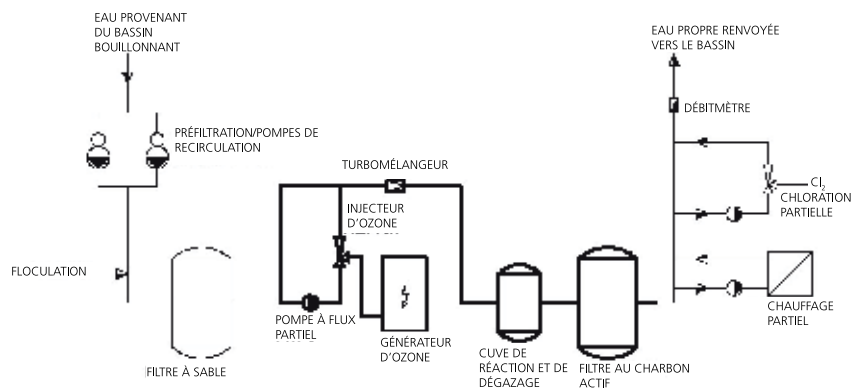 EAU PROVENANT
DU BASSIN
BOUILLONNANT
EAU PROPRE RENVOYÉE
VERS LE BASSIN
DÉBITMÈTRE
PRÉFILTRATION/POMPES DE
RECIRCULATION
TURBOMÉLANGEUR
Cl₂
CHLORATION
PARTIELLE
INJECTEUR
D'OZONE
FLOCULATION
POMPE À FLUX
PARTIEL
GÉNÉRATEUR
D'OZONE
CHAUFFAGE
PARTIEL
CUVE DE
RÉACTION ET DE
DÉGAZAGE
FILTRE AU CHARBON
ACTIF
FILTRE À SABLE